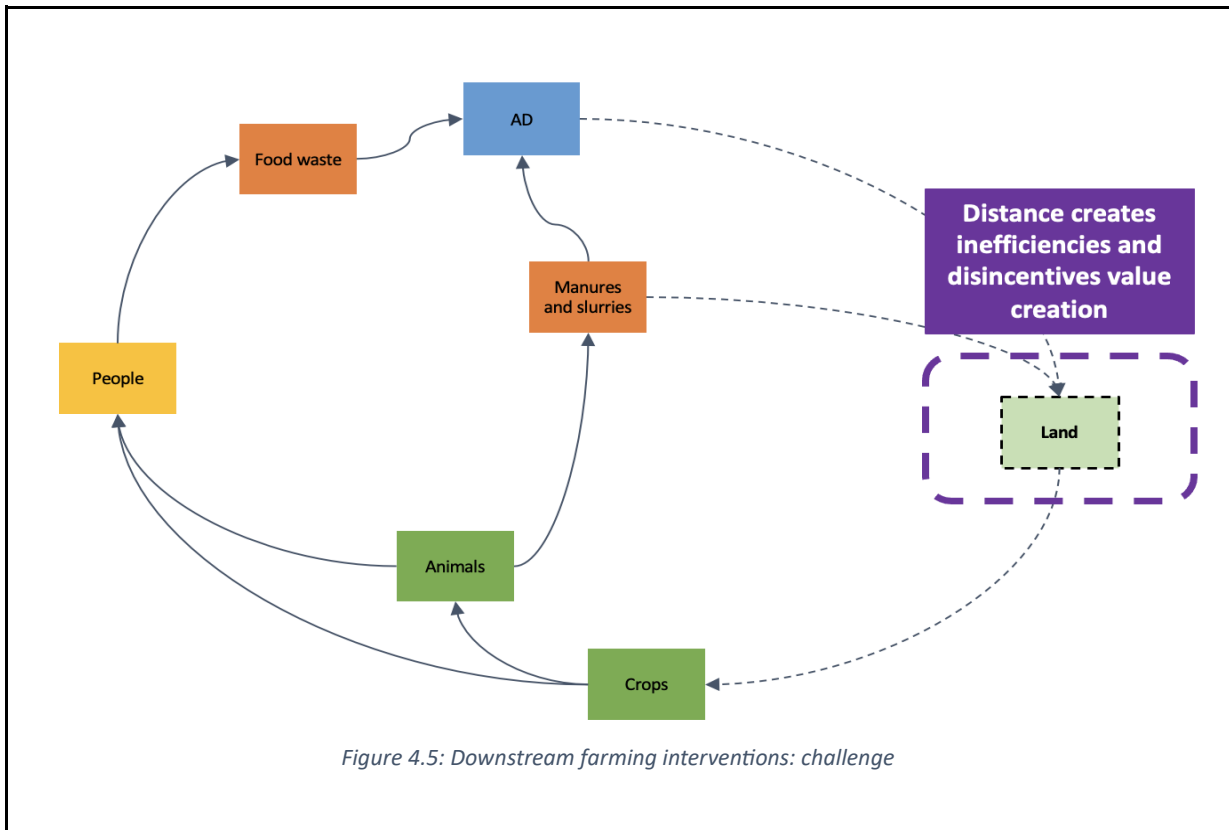 AD
Food waste
Distance creates
inefficiencies and
disincentives value
creation
Manures
and slurries
People
Land
Animals
Crops
Figure 4.5: Downstream farming interventions: challenge